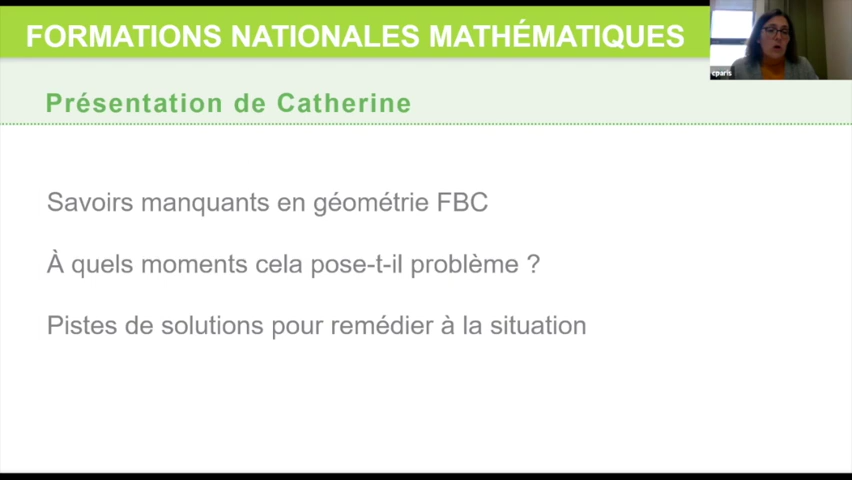 FORMATIONS NATIONALES MATHÉMATIQUES
cparis
Présentation de Catherine
Savoirs manquants en géométrie FBC
À quels moments cela pose-t-il problème ?
Pistes de solutions pour remédier à la situation